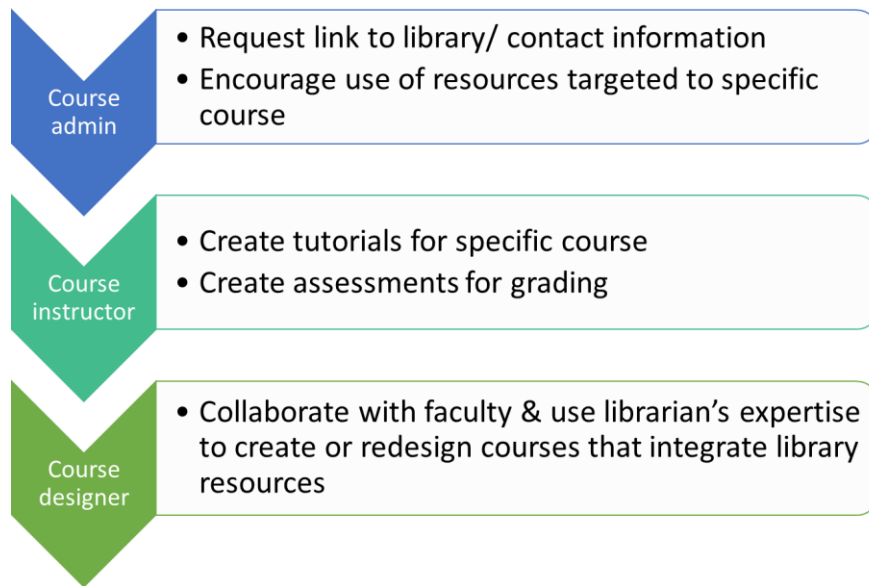 Course
admin
• Request link to library/ contact information
• Encourage use of resources targeted to specific
course
Course
instructor
• Create tutorials for specific course
• Create assessments for grading
Course
designer
• Collaborate with faculty & use librarian’s expertise
to create or redesign courses that integrate library
resources